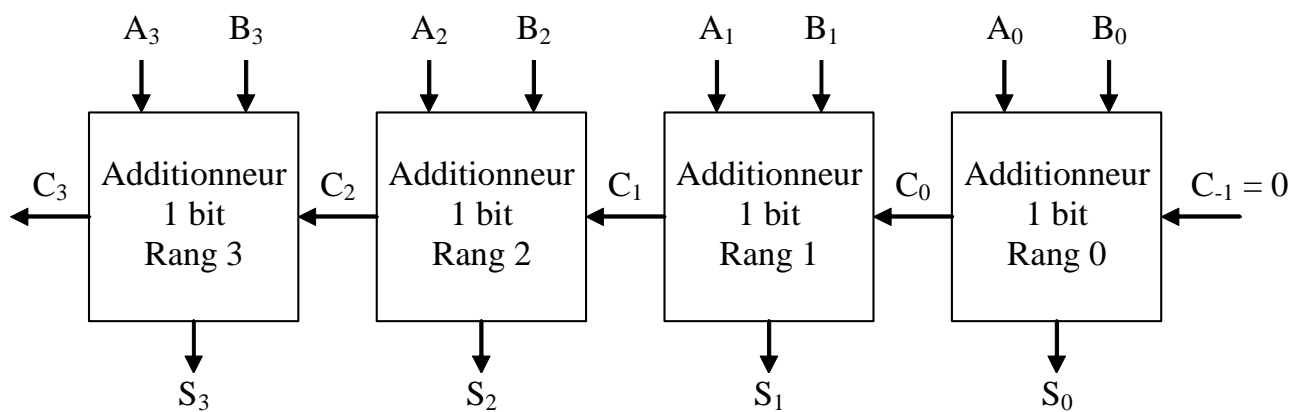 A₃ B₃ A₂ B₂ A₁ B₁ A₀ B₀
C₃ Additionneur 1 bit Rang 3 C₂ Additionneur 1 bit Rang 2 C₁ Additionneur 1 bit Rang 1 C₀ Additionneur 1 bit Rang 0 C₋₁ = 0
S₃ S₂ S₁ S₀